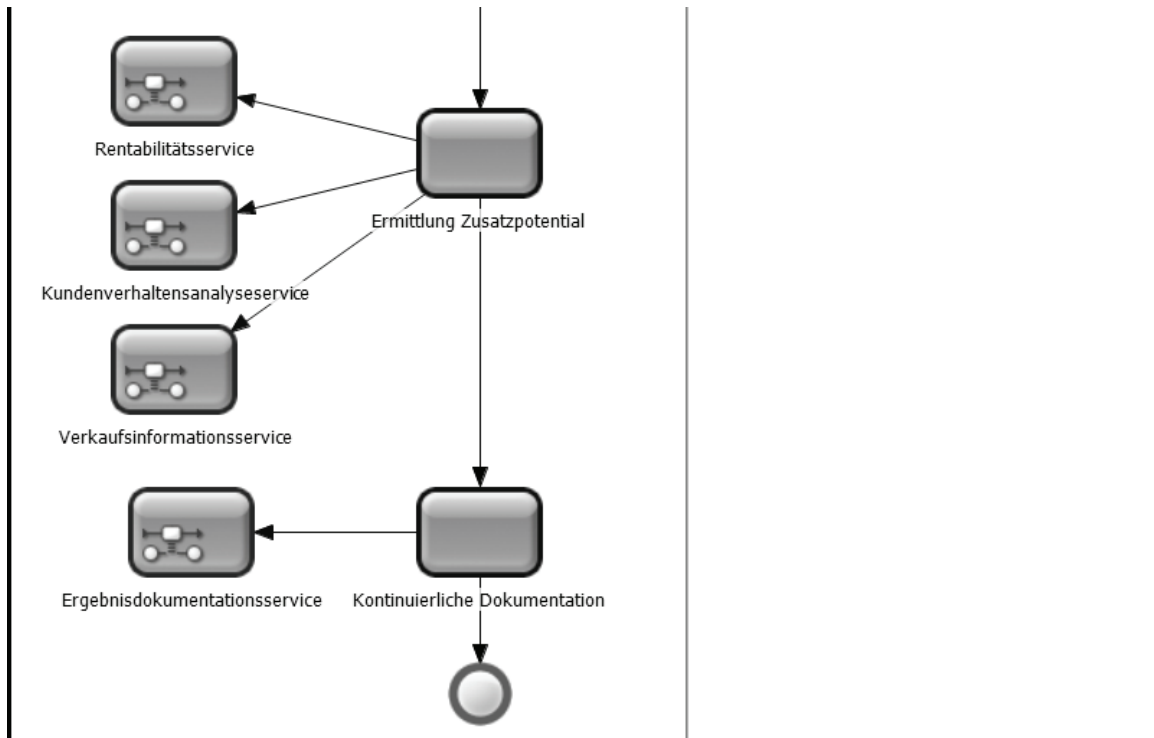 Rentabilitätsservice
Ermittlung Zusatzpotential
Kundenverhaltensanalyseservice
Verkaufsinformationsservice
Ergebnisdokumentationsservice
Kontinuierliche Dokumentation